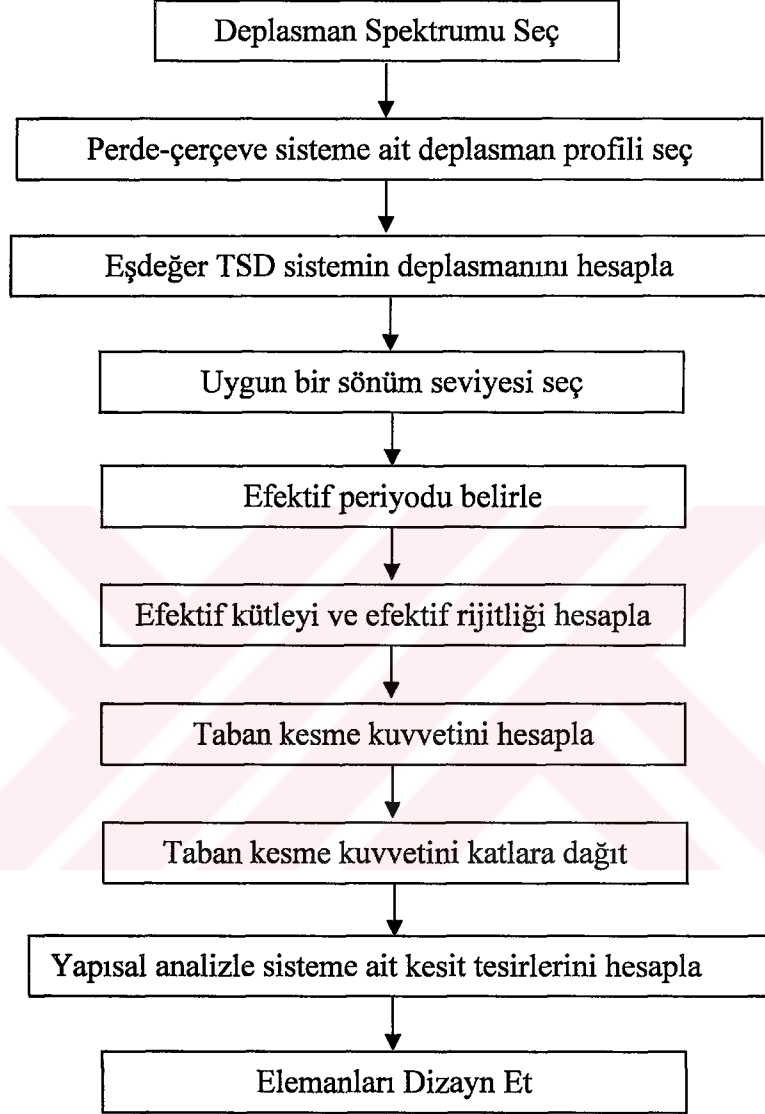 Deplasman Spektrumu Seç
Perde-çerçeve sisteme ait deplasman profili seç
Eşdeğer TSD sistemin deplasmanını hesapla
Uygun bir sönüm seviyesi seç
Efektif periyodu belirle
Efektif kütleyi ve efektif rijitliği hesapla
Taban kesme kuvvetini hesapla
Taban kesme kuvvetini katlara dağıt
Yapısal analizle sisteme ait kesit tesirlerini hesapla
Elemanları Dizayn Et